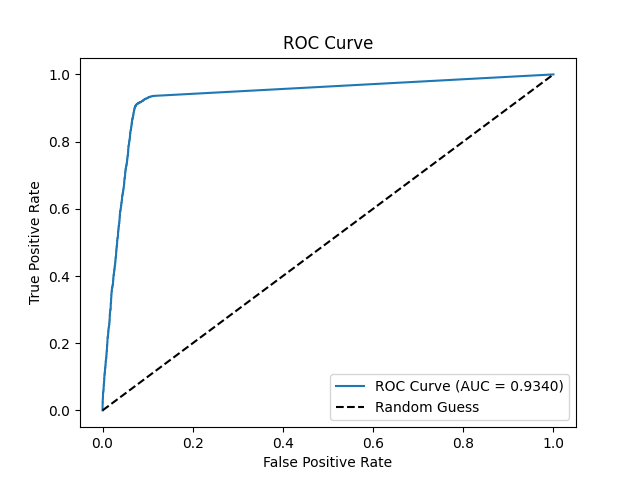 ROC Curve
1.0
0.8
0.6
0.4
0.2
0.0
True Positive Rate
0.0 0.2 0.4 0.6 0.8 1.0
False Positive Rate
ROC Curve (AUC = 0.9340)
Random Guess